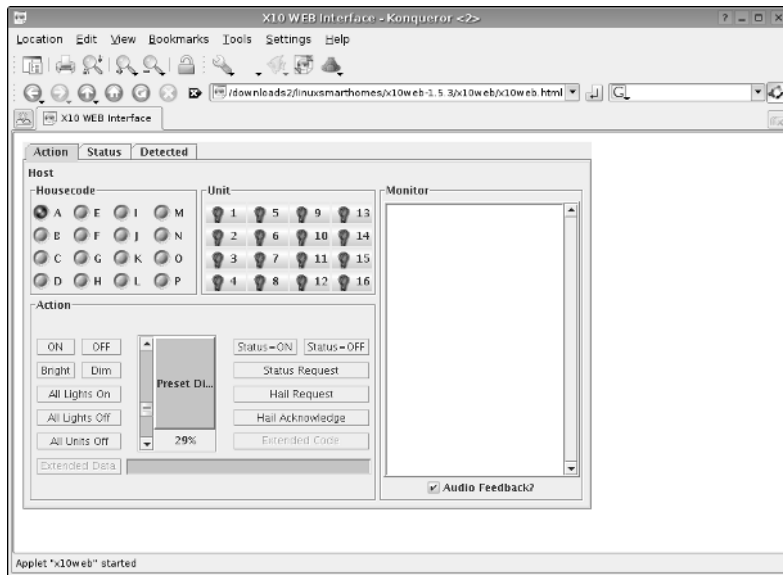 X10 WEB Interface - Konqueror <2>
Location Edit View Bookmarks Tools Settings Help
/downloads2/linuxsmarthomes/x10web-1.5.3/x10web/x10web.html
X10 WEB Interface
Action Status Detected
Host
Housecode Unit Monitor
A E I M 1 5 9 13
B F J N 2 6 10 14
C G K O 3 7 11 15
D H L P 4 8 12 16
Action
ON OFF Status=ON Status=OFF
Bright Dim Preset Di... Status Request
All Lights On Hail Request
All Lights Off Hail Acknowledge
All Units Off 29% Extended Code
Extended Data
Audio Feedback?
Applet "x10web" started